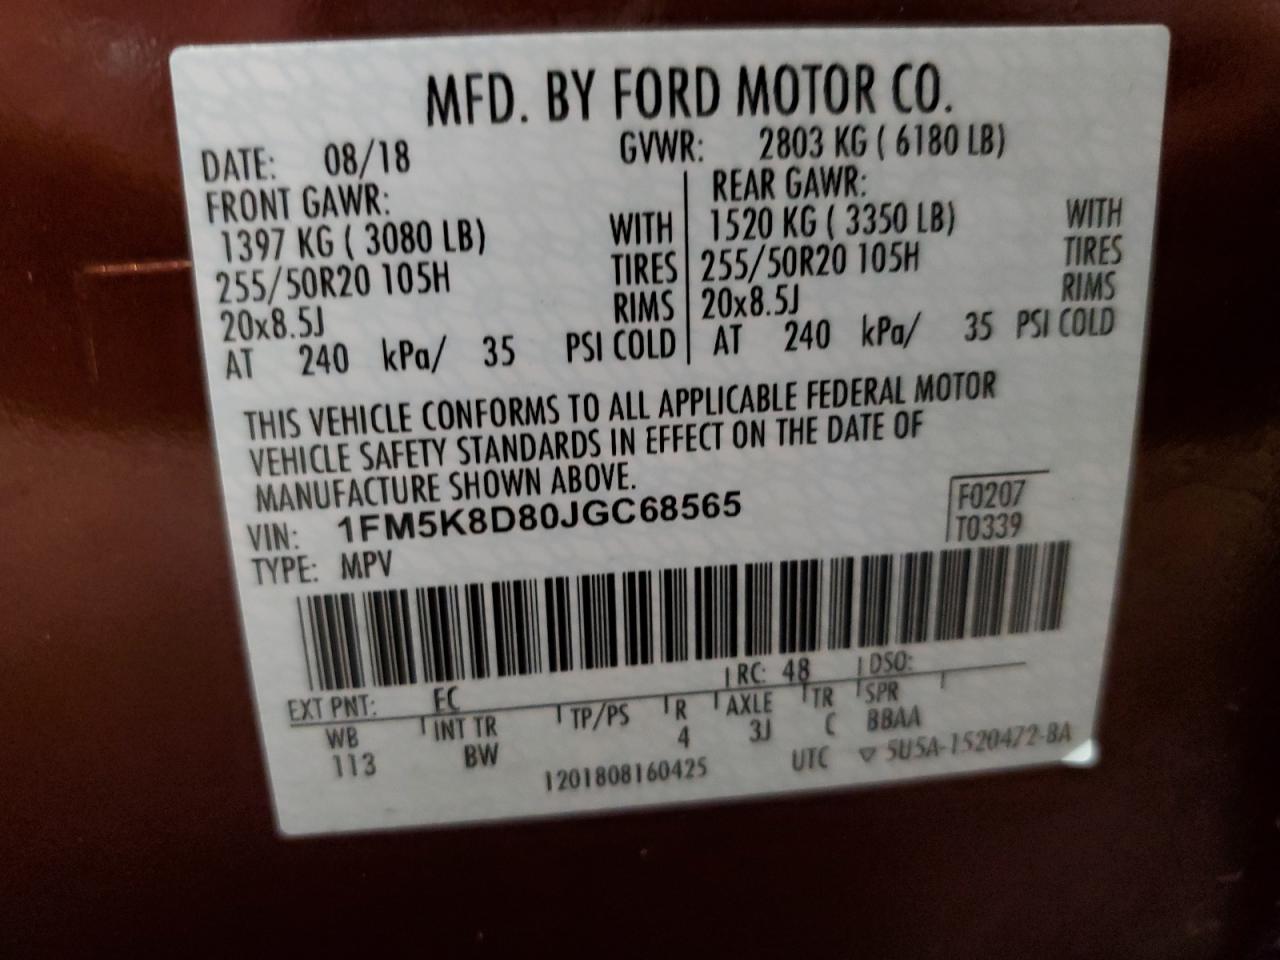 MFD. BY FORD MOTOR CO.
DATE: 08/18 GVWR: 2803 KG ( 6180 LB)
FRONT GAWR: REAR GAWR:
1397 KG ( 3080 LB) WITH 1520 KG ( 3350 LB) WITH
255/50R20 105H TIRES 255/50R20 105H TIRES
20x8.5J RIMS 20x8.5J RIMS
AT 240 kPa/ 35 PSI COLD AT 240 kPa/ 35 PSI COLD
THIS VEHICLE CONFORMS TO ALL APPLICABLE FEDERAL MOTOR
VEHICLE SAFETY STANDARDS IN EFFECT ON THE DATE OF
MANUFACTURE SHOWN ABOVE.
VIN: 1FM5K8D80JGC68565 F0207
TYPE: MPV T0339
EXT PNT: EC RC: 48 DSO:
WB INT TR TP/PS R AXLE TR SPR
113 BW 4 3J C BBAA
1201808160425 UTC ▽ 5U5A-1520472-BA